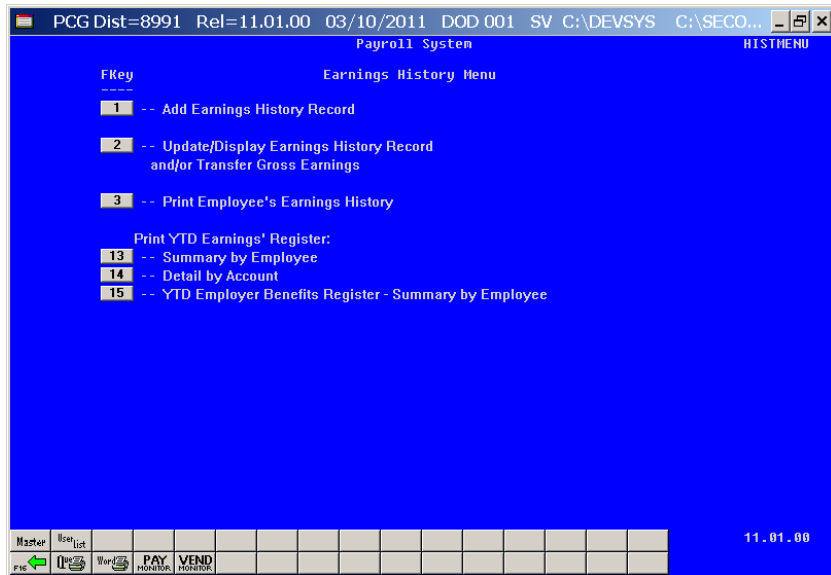 PCG Dist=8991 Rel=11.01.00 03/10/2011 DOD 001 SV C:\DEVSYS C:\SECO...
Payroll System HISTMENU
FKey Earnings History Menu
----
1 -- Add Earnings History Record
2 -- Update/Display Earnings History Record
and/or Transfer Gross Earnings
3 -- Print Employee's Earnings History
Print YTD Earnings' Register:
13 -- Summary by Employee
14 -- Detail by Account
15 -- YTD Employer Benefits Register - Summary by Employee
Master User list 11.01.00
F16 Que Word PAY MONITOR VEND MONITOR